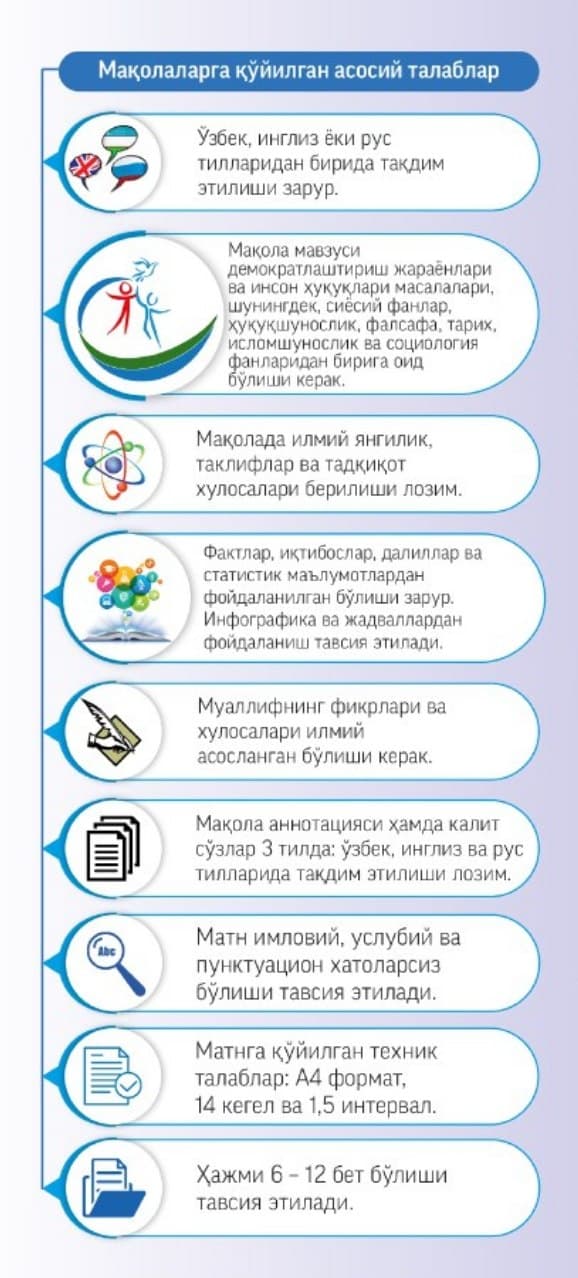 Мақолаларга қўйилган асосий талаблар
Ўзбек, инглиз ёки рус
тилларидан бирида тақдим
этилиши зарур.
Мақола мавзуси
демократлаштириш жараёнлари
ва инсон ҳуқуқлари масалалари,
шунингдек, сиёсий фанлар,
ҳуқуқшунослик, фалсафа, тарих,
исломшунослик ва социология
фанларидан бирига оид
бўлиши керак.
Мақолада илмий янгилик,
таклифлар ва тадқиқот
хулосалари берилиши лозим.
Фактлар, иқтибослар, далиллар ва
статистик маълумотлардан
фойдаланилган бўлиши зарур.
Инфографика ва жадваллардан
фойдаланиш тавсия этилади.
Муаллифнинг фикрлари ва
хулосалари илмий
асосланган бўлиши керак.
Мақола аннотацияси ҳамда калит
сўзлар 3 тилда: ўзбек, инглиз ва рус
тилларида тақдим этилиши лозим.
Abc
Матн имловий, услубий ва
пунктуацион хатоларсиз
бўлиши тавсия этилади.
Матнга қўйилган техник
талаблар: А4 формат,
14 кегел ва 1,5 интервал.
Ҳажми 6 – 12 бет бўлиши
тавсия этилади.